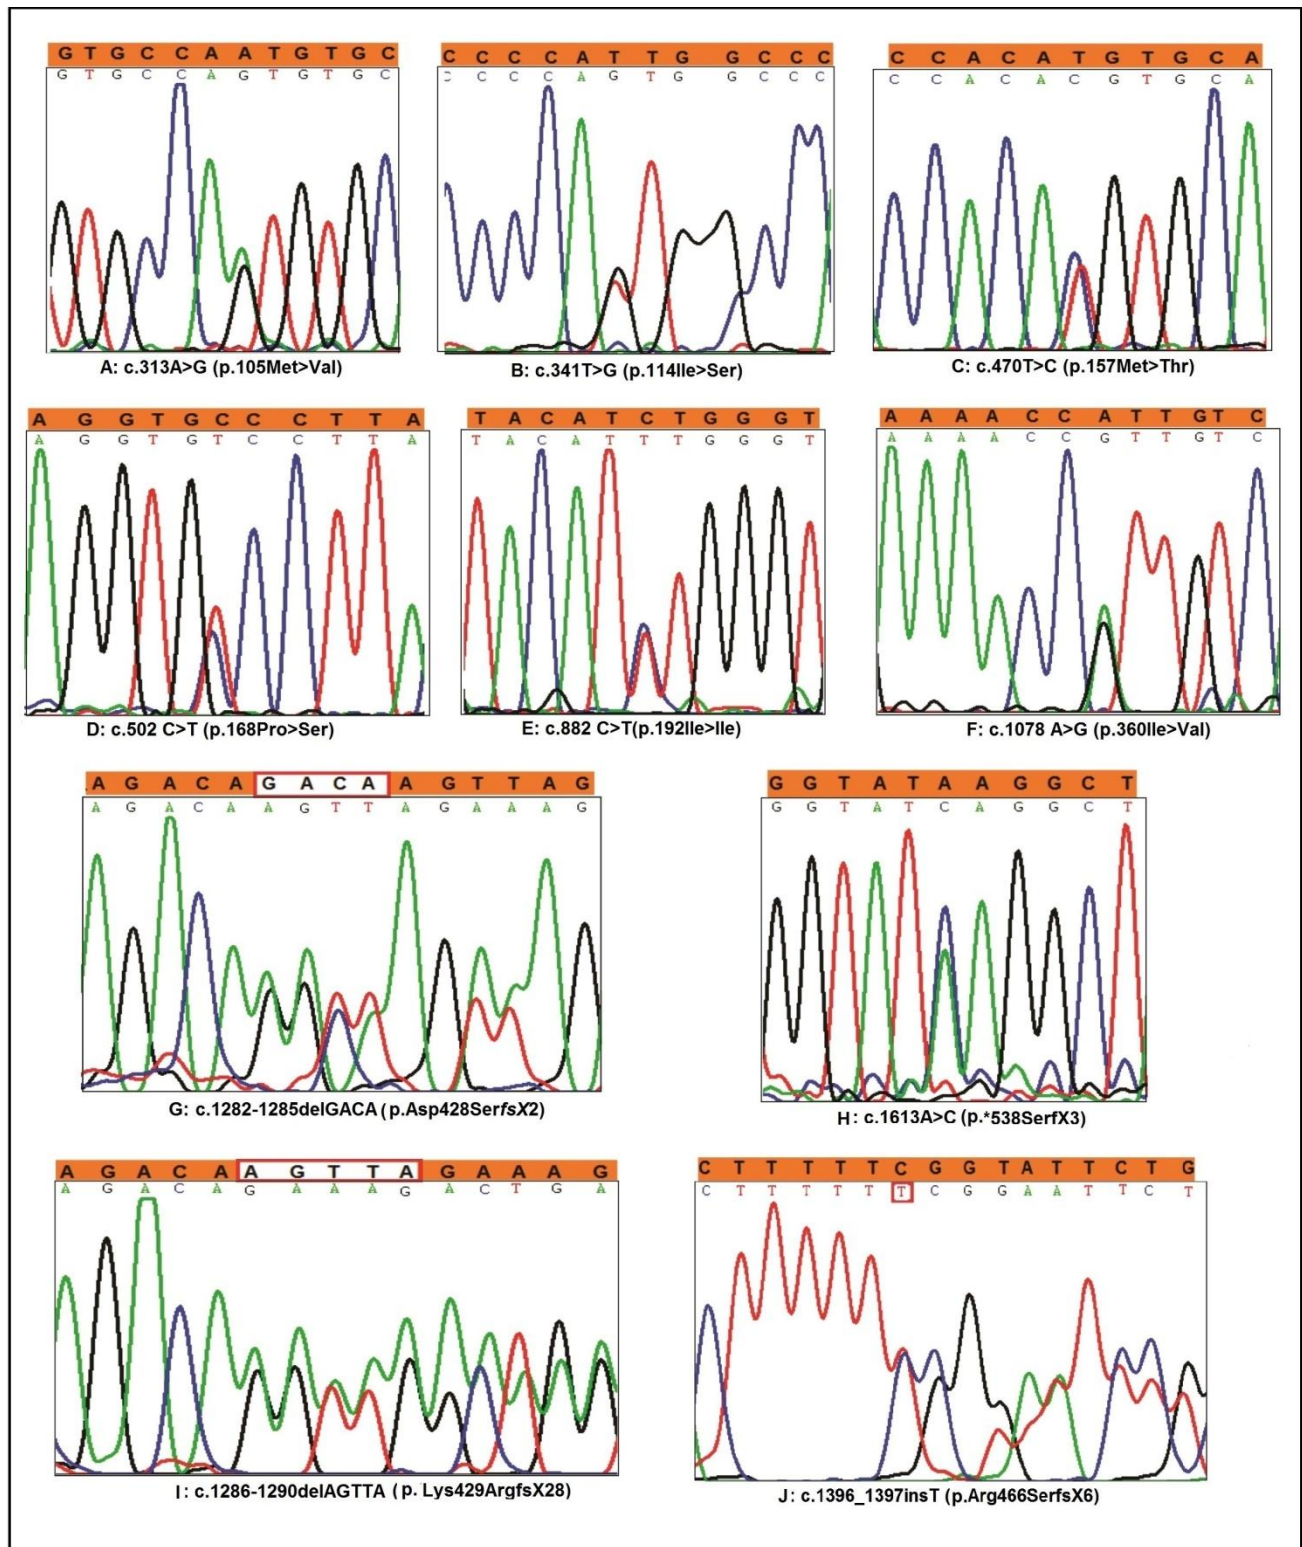 G T G C C A A T G T G C
G T G C C A G T G T G C
A: c.313A>G (p.105Met>Val)
C C C C A T T G G C C C
C C C C A G T G G C C C
B: c.341T>G (p.114Ile>Ser)
C C A C A T G T G C A
C C A C A C G T G C A
C: c.470T>C (p.157Met>Thr)
A G G T G C C C T T A
A G G T G T C C T T A
D: c.502 C>T (p.168Pro>Ser)
T A C A T C T G G G T
T A C A T T T G G G T
E: c.882 C>T(p.192Ile>Ile)
A A A A C C A T T G T C
A A A A C C G T T G T C
F: c.1078 A>G (p.360Ile>Val)
A G A C A G A C A A G T T A G
A G A C A A G T T A G A A A G
G: c.1282-1285delGACA (p.Asp428SerfsX2)
G G T A T A A G G C T
G G T A T C A G G C T
H: c.1613A>C (p.*538SerfX3)
A G A C A A G T T A G A A A G
A G A C A G A A A G A C T G A
I: c.1286-1290delAGTTA (p. Lys429ArgfsX28)
C T T T T T C G G T A T T C T G
C T T T T T T C G G A A T T C T
J: c.1396_1397insT (p.Arg466SerfsX6)